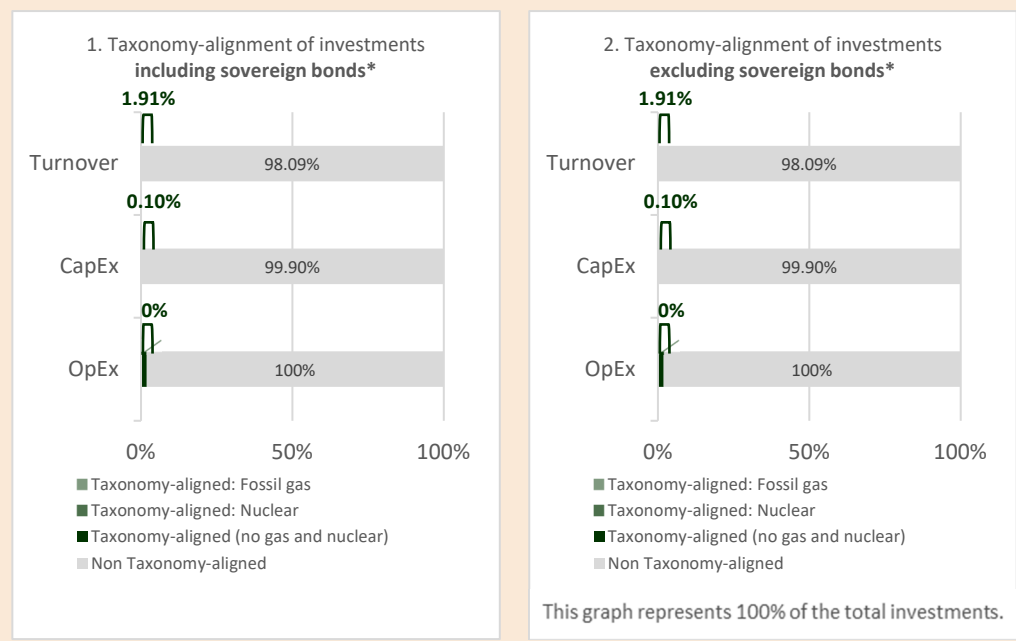 1. Taxonomy-alignment of investments
including sovereign bonds*
1.91%
Turnover
98.09%
0.10%
CapEx
99.90%
0%
OpEx
100%
0%
50%
100%
Taxonomy-aligned: Fossil gas
Taxonomy-aligned: Nuclear
Taxonomy-aligned (no gas and nuclear)
Non Taxonomy-aligned
2. Taxonomy-alignment of investments
excluding sovereign bonds*
1.91%
Turnover
98.09%
0.10%
CapEx
99.90%
0%
OpEx
100%
0%
50%
100%
Taxonomy-aligned: Fossil gas
Taxonomy-aligned: Nuclear
Taxonomy-aligned (no gas and nuclear)
Non Taxonomy-aligned
This graph represents 100% of the total investments.